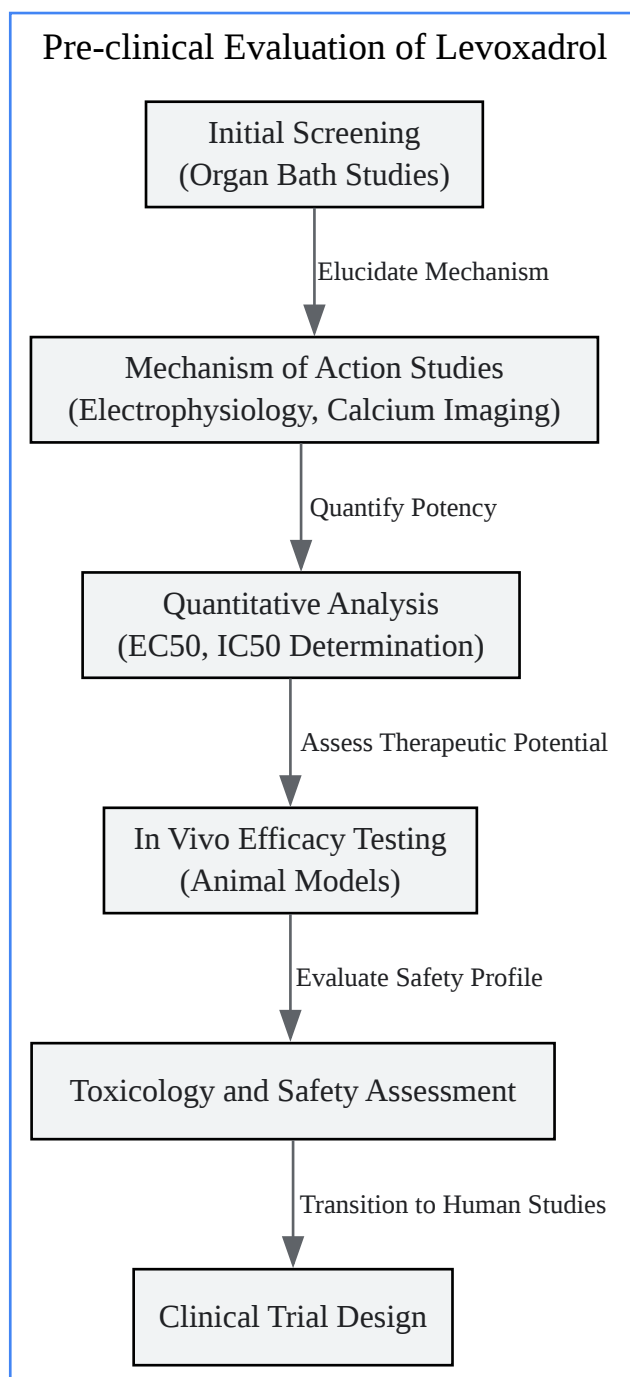 Pre-clinical Evaluation of Levoxadrol
Initial Screening
(Organ Bath Studies)
Elucidate Mechanism
Mechanism of Action Studies
(Electrophysiology, Calcium Imaging)
Quantify Potency
Quantitative Analysis
(EC50, IC50 Determination)
Assess Therapeutic Potential
In Vivo Efficacy Testing
(Animal Models)
Evaluate Safety Profile
Toxicology and Safety Assessment
Transition to Human Studies
Clinical Trial Design